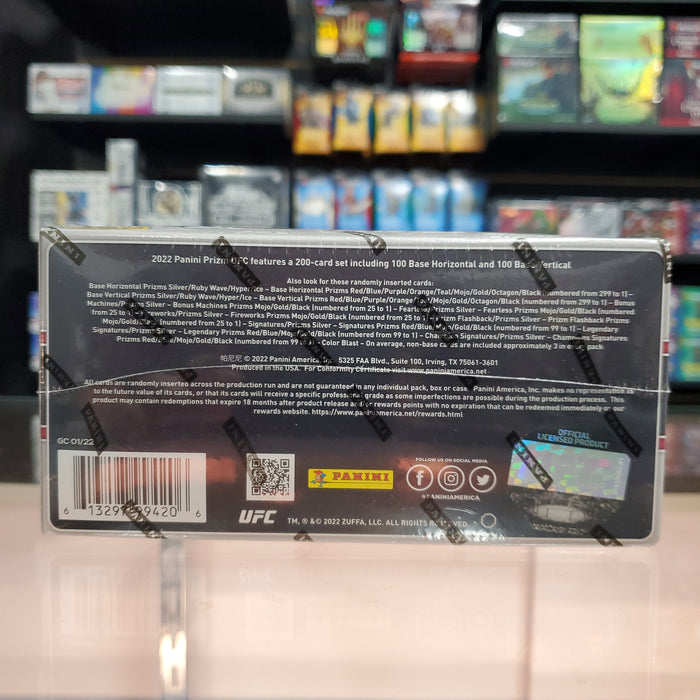 2022 Panini Prizm UFC features a 200-card set including 100 Base Horizontal and 100 Base Vertical
Also look for these randomly inserted cards:
Base Horizontal Prizms Silver/Ruby Wave/Hyper/Ice – Base Horizontal Prizms Red/Blue/Purple/Orange/Teal/Mojo/Gold/Octagon/Black (numbered from 299 to 1) –
Base Vertical Prizms Silver/Ruby Wave/Hyper/Ice – Base Vertical Prizms Red/Blue/Purple/Orange/Teal/Mojo/Gold/Octagon/Black (numbered from 299 to 1) – Bonus
Machines/Prizms Silver – Bonus Machines Prizms Mojo/Gold/Black (numbered from 25 to 1) – Fearless/Prizms Silver – Fearless Prizms Mojo/Gold/Black (numbered
from 25 to 1) – Fireworks/Prizms Silver – Fireworks Prizms Mojo/Gold/Black (numbered from 25 to 1) – Prizm Flashback/Prizms Silver – Prizm Flashback Prizms
Mojo/Gold/Black (numbered from 25 to 1) – Signatures/Prizms Silver – Signatures Prizms Red/Blue/Mojo/Gold/Black (numbered from 99 to 1) – Legendary
Signatures/Prizms Silver – Legendary Prizms Red/Blue/Mojo/Gold/Black (numbered from 99 to 1) – Champions Signatures
Prizms Red/Blue/Mojo/Gold/Black (numbered from 99 to 1) – Color Blast – On average, non-base cards are included approximately 3 in each pack
帕尼尼 © 2022 Panini America, 5325 FAA Blvd., Suite 100, Irving, TX 75061-3601
Produced in the USA. For Conformity Certificate visit www.paninies.net
All cards are randomly inserted across the production run and are not guaranteed in any individual pack, box or case. Panini America, Inc. makes no representation as
to the future value of its cards, or that its cards will receive a specific professional grade as some imperfections are possible during the production process. This
product may contain redemptions that expire 18 months after product release and/or rewards points with no expiration that can be redeemed immediately on our
rewards website. https://www.paniniamerica.net/rewards.html
GC 01/22
OFFICIAL
LICENSED PRODUCT
FOLLOW US ON SOCIAL MEDIA
PANINI
#PANINIAMERICA
6 13297 99420 6
UFC TM, ® & © 2022 ZUFFA, LLC. ALL RIGHTS RESERVED.